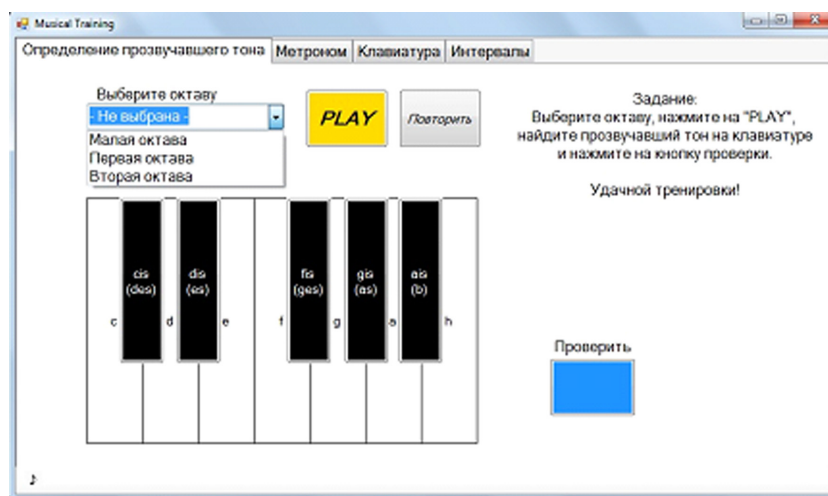 Musical Training
Определение прозвучавшего тона
Метроном
Клавиатура
Интервалы
Выберите октаву
- Не выбрана -
Малая октава
Первая октава
Вторая октава
PLAY
Повторить
Задание:
Выберите октаву, нажмите на "PLAY",
найдите прозвучавший тон на клавиатуре
и нажмите на кнопку проверки.
Удачной тренировки!
cis
(des)
dis
(es)
fis
(ges)
gis
(as)
ais
(b)
c
d
e
f
g
a
h
Проверить